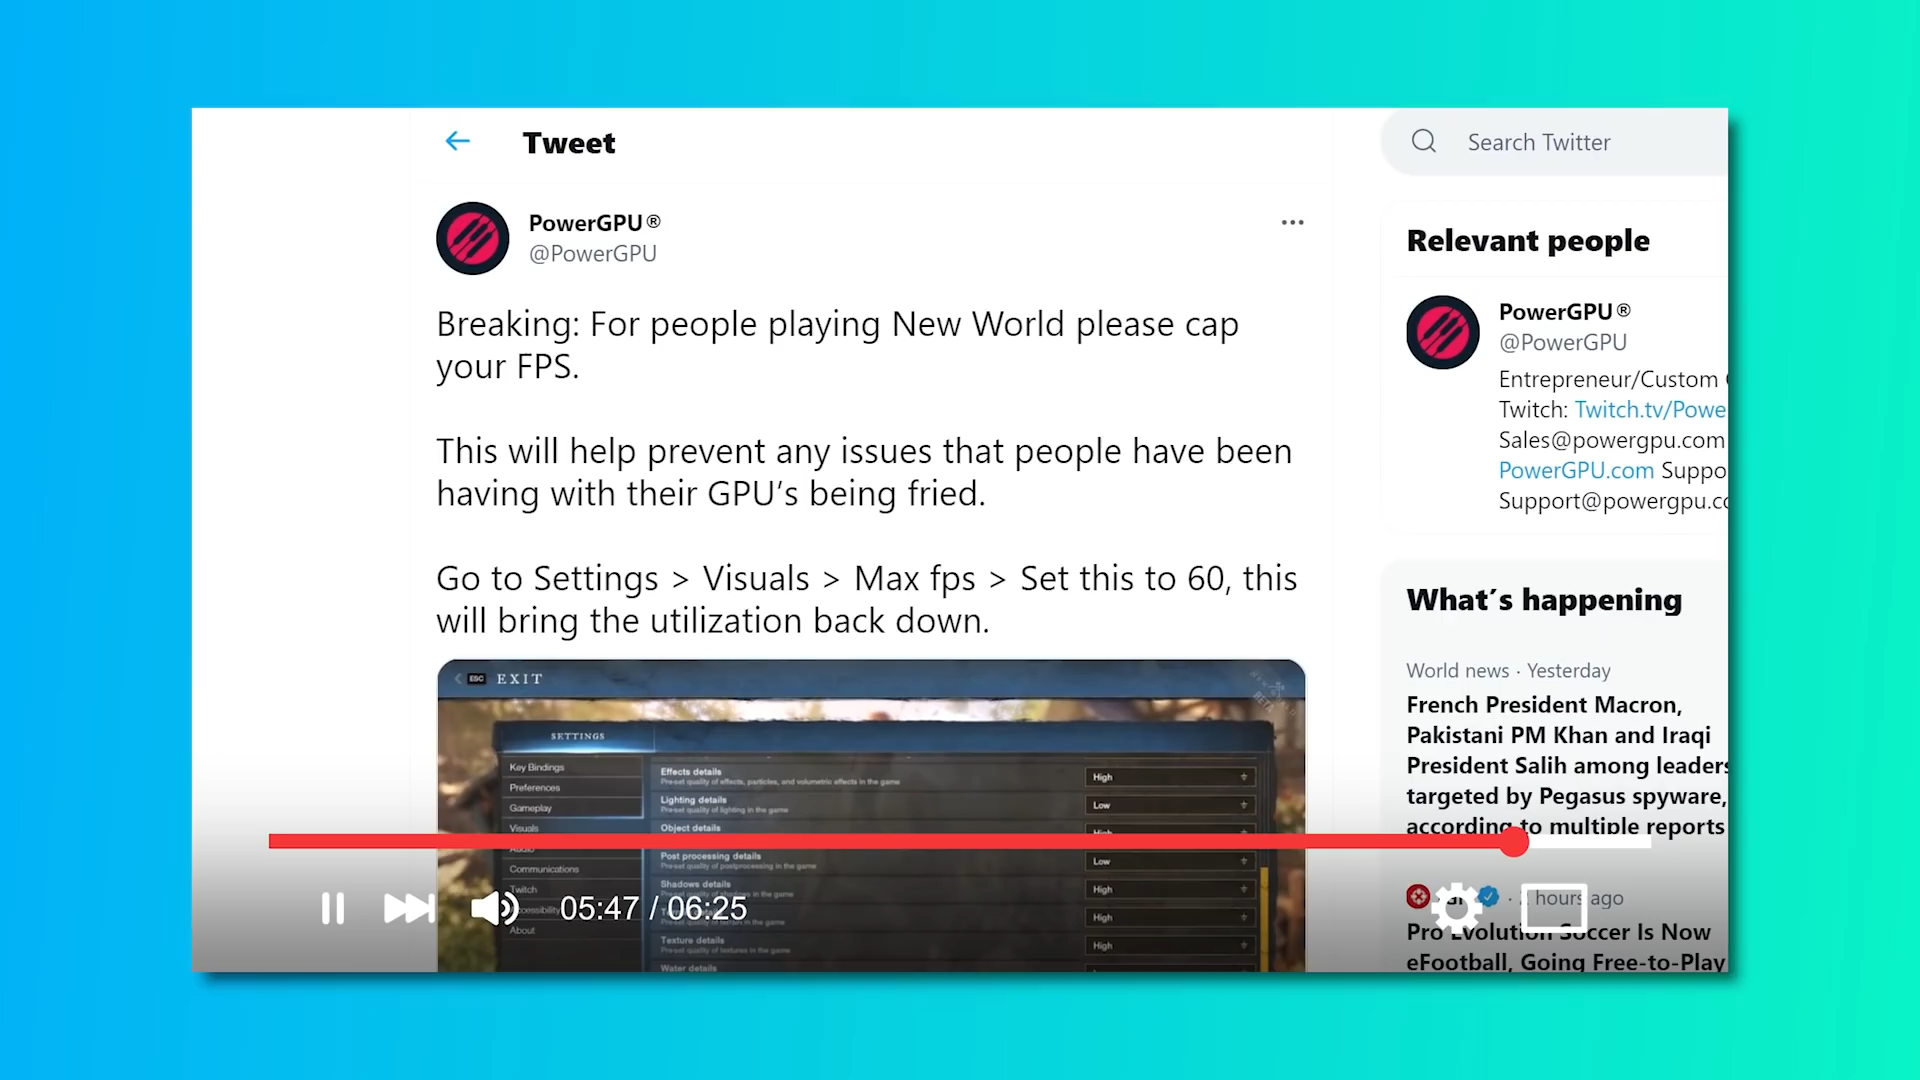 Tweet
Search Twitter
PowerGPU®
@PowerGPU
Breaking: For people playing New World please cap
your FPS.
This will help prevent any issues that people have been
having with their GPU's being fried.
Go to Settings > Visuals > Max fps > Set this to 60, this
will bring the utilization back down.
ESC EXIT
BETA
SETTINGS
Key Bindings
Preferences
Gameplay
Visuals
Audio
Communications
Twitch
Accessibility
About
Effects details
Pre-set quality of effects, particles, and volumetric effects in the game
High
Lighting details
Pre-set quality of lighting in the game
Low
Object details
High
Post processing details
Pre-set quality of postprocessing in the game
Low
Shadows details
Pre-set quality of shadows in the game
High
High
Texture details
Pre-set quality of textures in the game
High
Water details
05:47 / 06:25
Relevant people
PowerGPU®
@PowerGPU
Entrepreneur/Custom
Twitch: Twitch.tv/Powe
Sales@powergpu.com
PowerGPU.com Suppo
Support@powergpu.co
What's happening
World news · Yesterday
French President Macron,
Pakistani PM Khan and Iraqi
President Salih among leaders
targeted by Pegasus spyware,
according to multiple reports
· 2 hours ago
Pro Evolution Soccer Is Now
eFootball, Going Free-to-Play